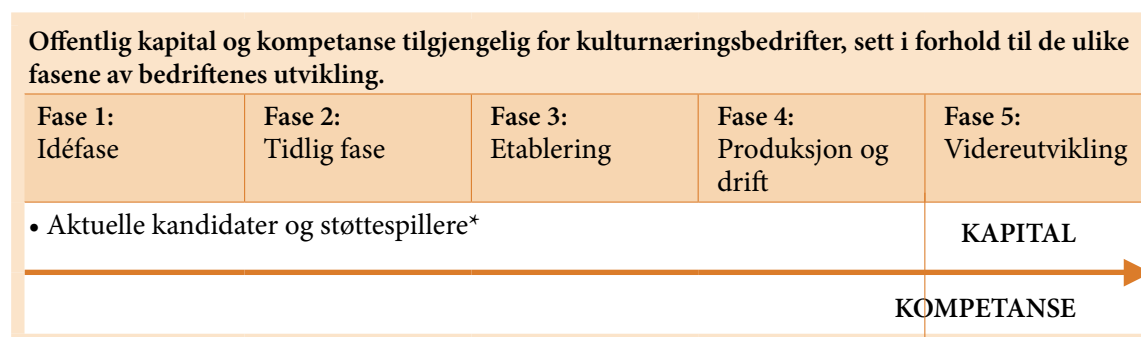 Offentlig kapital og kompetanse tilgjengelig for kulturnæringsbedrifter, sett i forhold til de ulike
fasene av bedriftenes utvikling.
Fase 1:
Idéfase
Fase 2:
Tidlig fase
Fase 3:
Etablering
Fase 4:
Produksjon og
drift
Fase 5:
Videreutvikling
• Aktuelle kandidater og støttespillere*
KAPITAL
KOMPETANSE